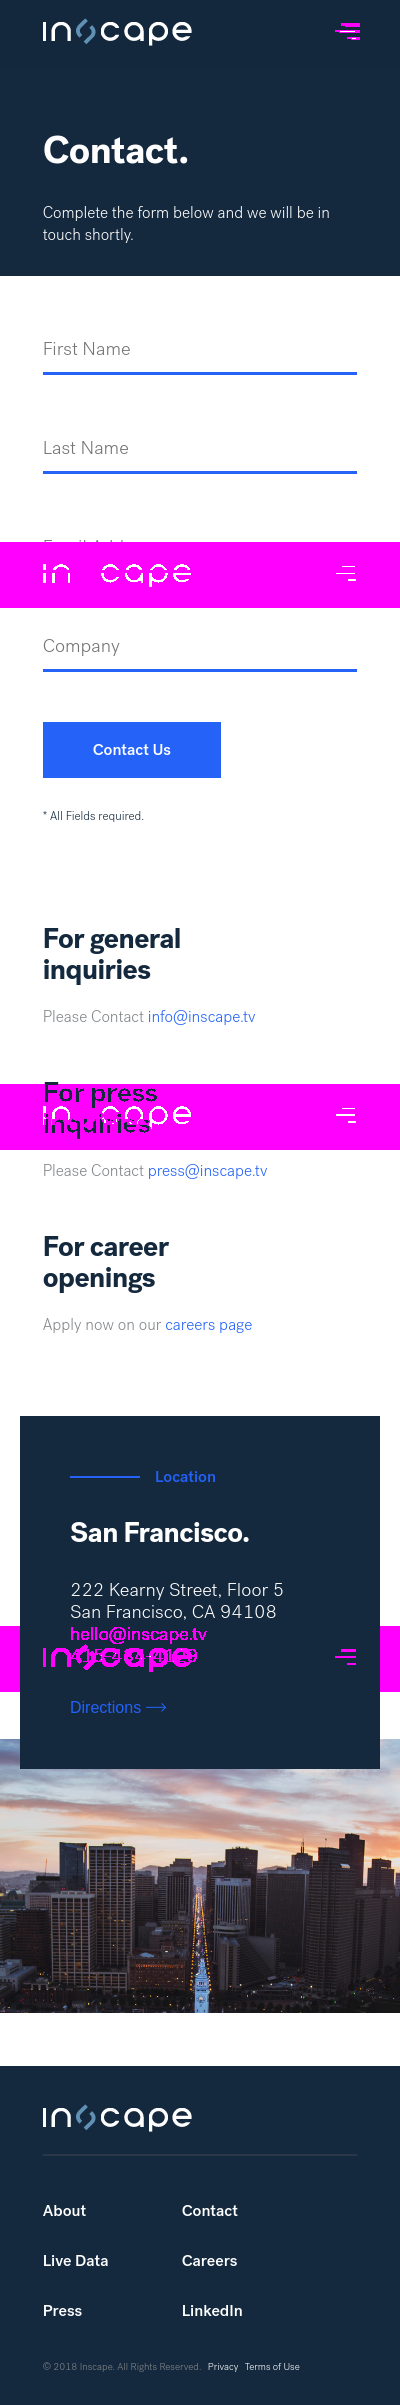 inscape
Contact.
Complete the form below and we will be in
touch shortly.
First Name
Last Name
in cape
Company
Contact Us
* All Fields required.
For general
inquiries
Please Contact info@inscape.tv
For press
inquiries
in cape
Please Contact press@inscape.tv
For career
openings
Apply now on our careers page
Location
San Francisco.
222 Kearny Street, Floor 5
San Francisco, CA 94108
hello@inscape.tv
inscape
Directions
inscape
About
Contact
Live Data
Careers
Press
LinkedIn
© 2018 Inscape. All Rights Reserved. Privacy Terms of Use